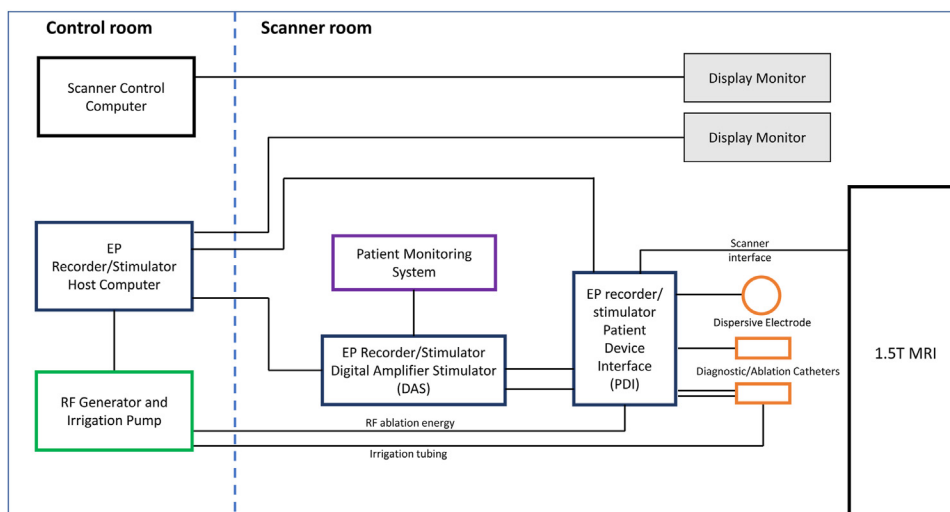 Control room
Scanner room
Scanner Control
Computer
Display Monitor
Display Monitor
EP
Recorder/Stimulator
Host Computer
Patient Monitoring
System
Scanner
interface
EP recorder/
stimulator
Patient
Device
Interface
(PDI)
Dispersive Electrode
EP Recorder/Stimulator
Digital Amplifier Stimulator
(DAS)
Diagnostic/Ablation Catheters
1.5T MRI
RF Generator and
Irrigation Pump
RF ablation energy
Irrigation tubing